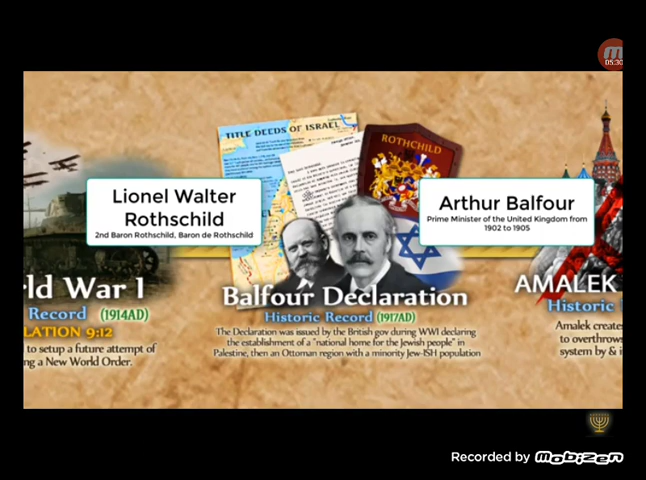 05:30
TITLE DEEDS OF ISRAEL
ROTHCHILD
Lionel Walter
Rothschild
2nd Baron Rothschild, Baron de Rothschild
Arthur Balfour
Prime Minister of the United Kingdom from
1902 to 1905
ld War I
Record (1914AD)
LATION 9:12
to setup a future attempt of
ng a New World Order.
Balfour Declaration
Historic Record (1917AD)
The Declaration was issued by the British gov during WWI declaring
the establishment of a "national home for the Jewish people" in
Palestine, then an Ottoman region with a minority Jew-ISH population
AMALEK
Historic
Amalek create
to overthrow
system by & i
Recorded by mobizen